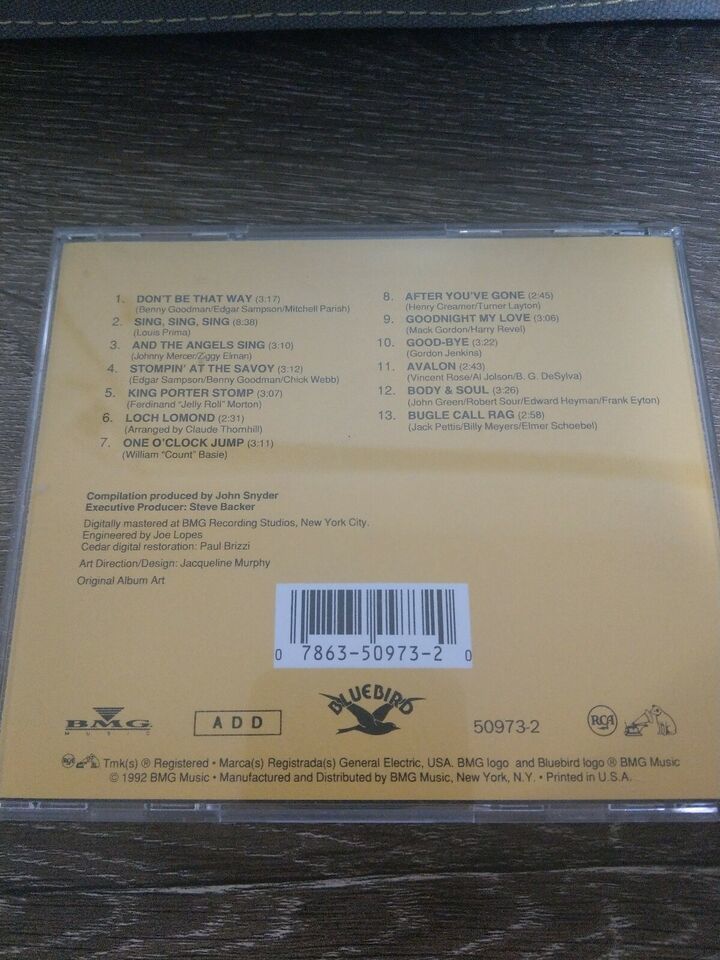 1. DON'T BE THAT WAY (3:17)
(Benny Goodman/Edgar Sampson/Mitchell Parish)
2. SING, SING, SING (8:38)
(Louis Prima)
3. AND THE ANGELS SING (3:10)
(Johnny Mercer/Ziggy Elman)
4. STOMPIN' AT THE SAVOY (3:12)
(Edgar Sampson/Benny Goodman/Chick Webb)
5. KING PORTER STOMP (3:07)
(Ferdinand "Jelly Roll" Morton)
6. LOCH LOMOND (2:31)
(Arranged by Claude Thornhill)
7. ONE O'CLOCK JUMP (3:11)
(William "Count" Basie)
8. AFTER YOU'VE GONE (2:45)
(Henry Creamer/Turner Layton)
9. GOODNIGHT MY LOVE (3:06)
(Mack Gordon/Harry Revel)
10. GOOD-BYE (3:22)
(Gordon Jenkins)
11. AVALON (2:43)
(Vincent Rose/Al Jolson/B. G. DeSylva)
12. BODY & SOUL (3:26)
(John Green/Robert Sour/Edward Heyman/Frank Eyton)
13. BUGLE CALL RAG (2:58)
(Jack Pettis/Billy Meyers/Elmer Schoebel)
Compilation produced by John Snyder
Executive Producer: Steve Backer
Digitally mastered at BMG Recording Studios, New York City.
Engineered by Joe Lopes
Cedar digital restoration: Paul Brizzi
Art Direction/Design: Jacqueline Murphy
Original Album Art
0 7863-50973-2 0
BMG
MUSIC
ADD
BLUEBIRD
50973-2
RCA
Tmk(s) ® Registered • Marca(s) Registrada(s) General Electric, USA. BMG logo and Bluebird logo ® BMG Music
© 1992 BMG Music • Manufactured and Distributed by BMG Music, New York, N.Y. • Printed in U.S.A.